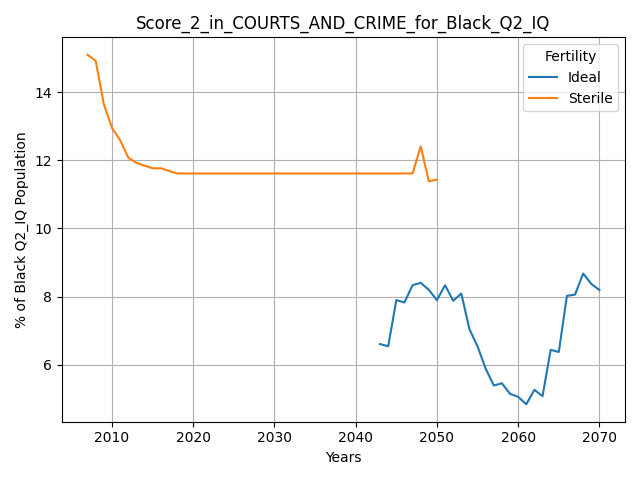 Score_2_in_COURTS_AND_CRIME_for_Black_Q2_IQ
Fertility
Ideal
Sterile
% of Black Q2_IQ Population
14
12
10
8
6
2010 2020 2030 2040 2050 2060 2070
Years